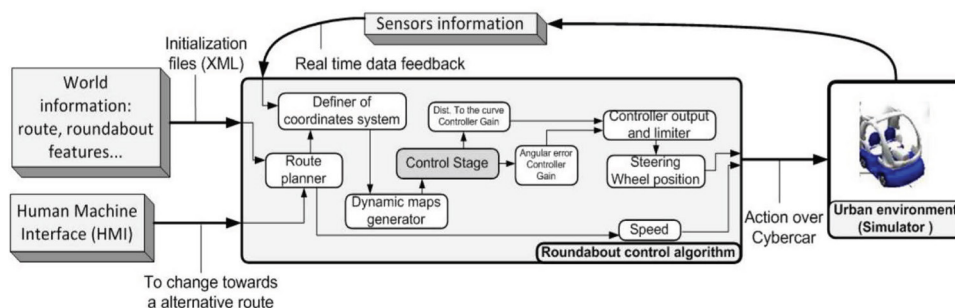 Sensors information
Initialization
files (XML)
Real time data feedback
World
information:
route, roundabout
features...
Definer of
coordinates system
Dist. To the curve
Controller Gain
Controller output
and limiter
Route
planner
Control Stage
Angular error
Controller
Gain
Steering
Wheel position
Dynamic maps
generator
Human Machine
Interface (HMI)
Speed
Roundabout control algorithm
Action over
Cybercar
Urban environment
(Simulator )
To change towards
a alternative route